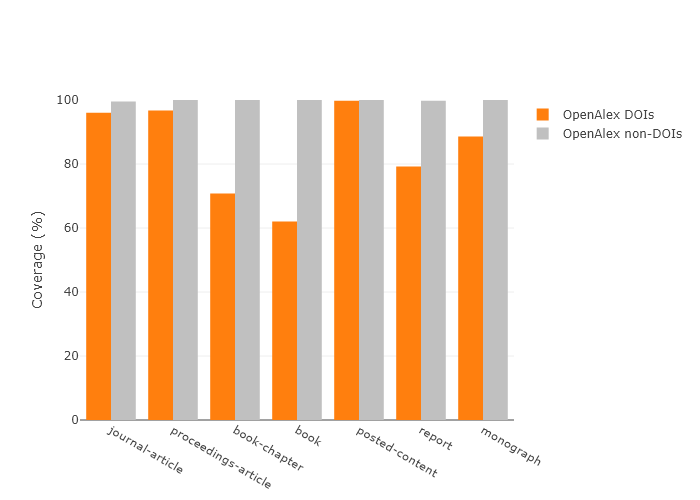 100
80
60
40
20
0
Coverage (%)
journal-article
proceedings-article
book-chapter
book
posted-content
report
monograph
OpenAlex DOIs
OpenAlex non-DOIs